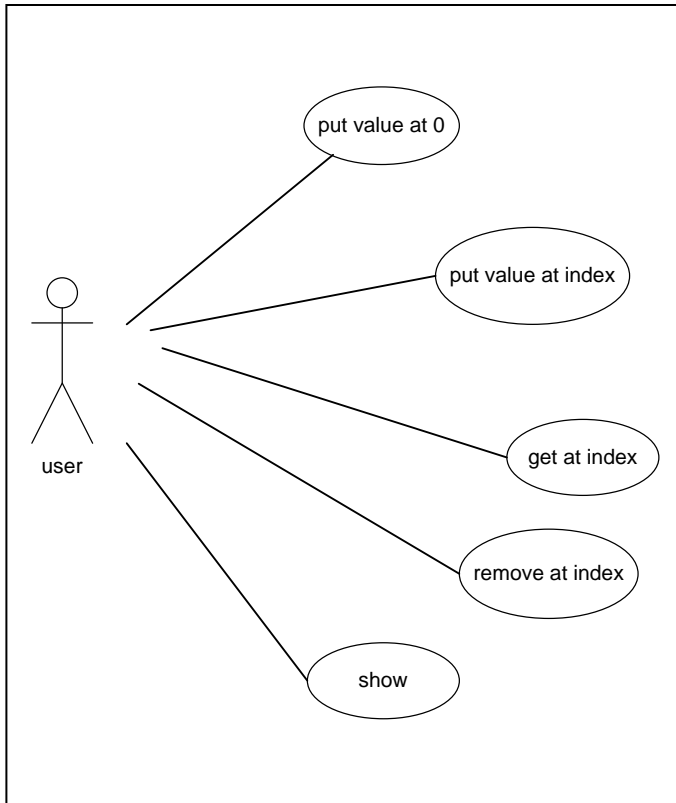 put value at 0
put value at index
get at index
user
remove at index
show